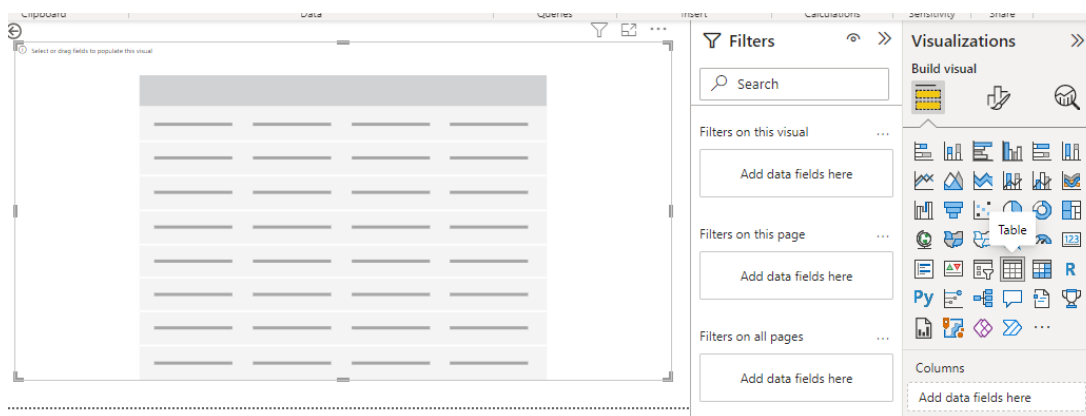 Clipboard
Data
Queries
Insert
Calculations
Sensitivity
Share
Select or drag fields to populate this visual
Filters
Search
Filters on this visual
Add data fields here
Filters on this page
Add data fields here
Filters on all pages
Add data fields here
Visualizations
Build visual
Table
123
R
Py
Columns
Add data fields here